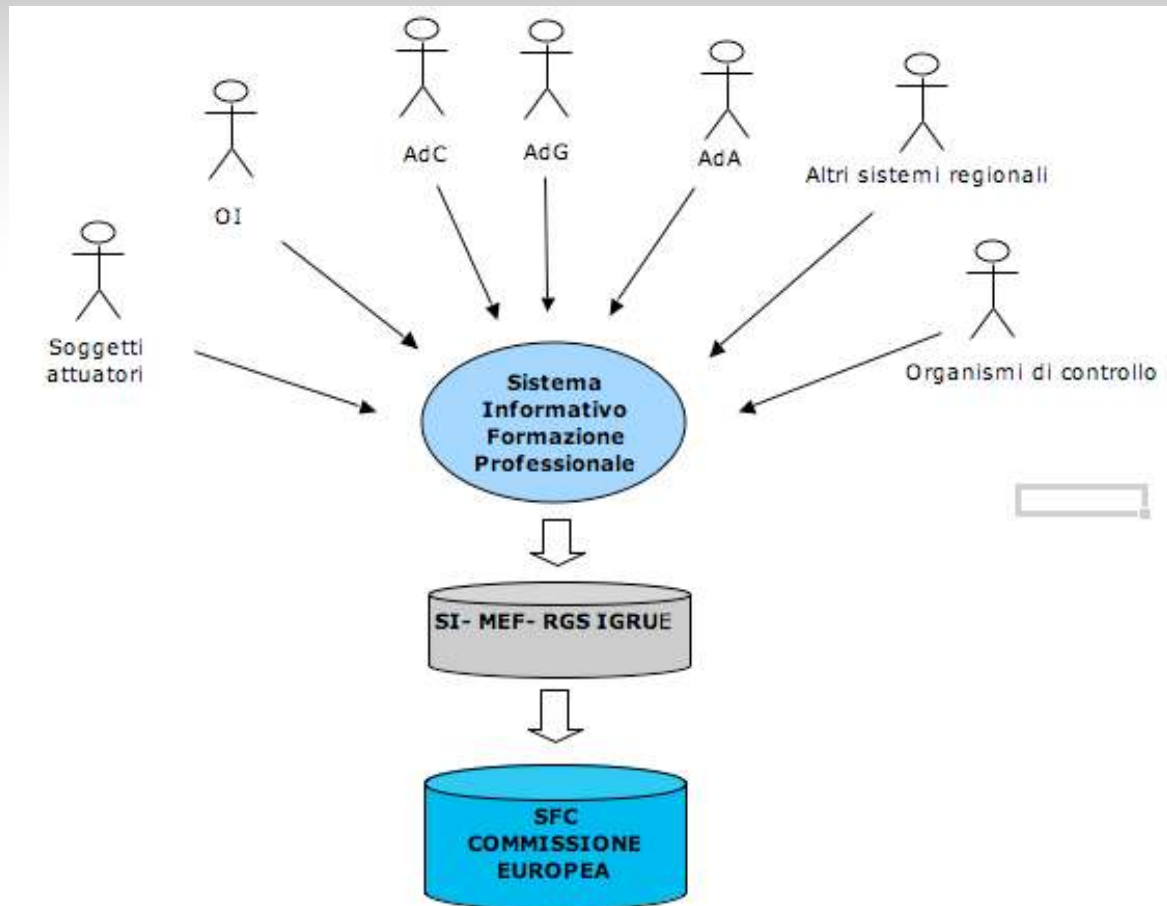 AdC
AdG
AdA
Altri sistemi regionali
OI
Soggetti
attuatori
Organismi di controllo
Sistema
Informativo
Formazione
Professionale
SI- MEF- RGS IGRUE
SFC
COMMISSIONE
EUROPEA